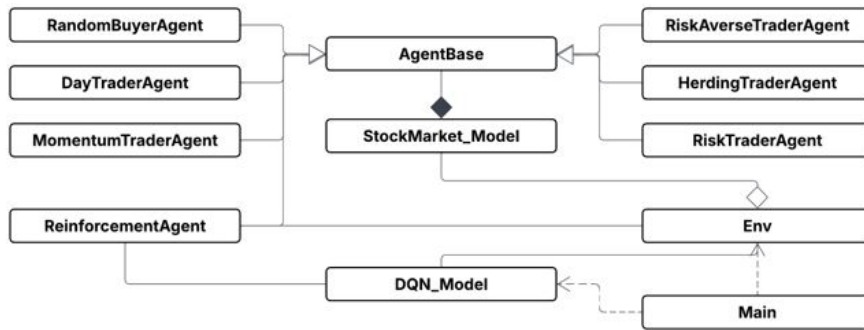 RandomBuyerAgent
AgentBase
RiskAverseTraderAgent
DayTraderAgent
HerdingTraderAgent
MomentumTraderAgent
StockMarket_Model
RiskTraderAgent
ReinforcementAgent
Env
DQN_Model
Main